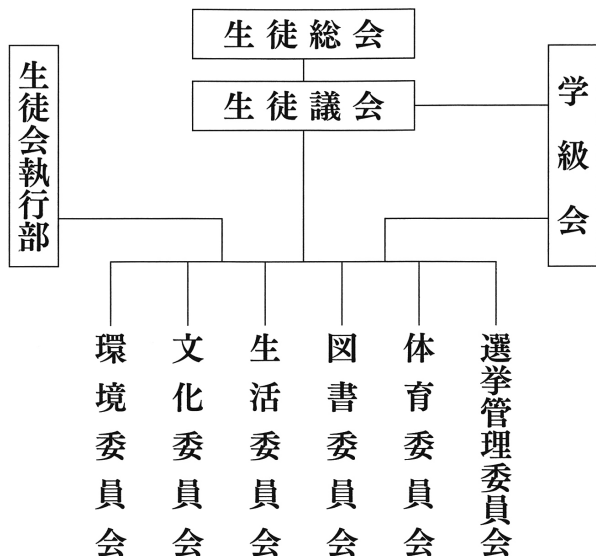 生徒総会
生徒議会
生徒会執行部
学級会
環境委員会
文化委員会
生活委員会
図書委員会
体育委員会
選挙管理委員会